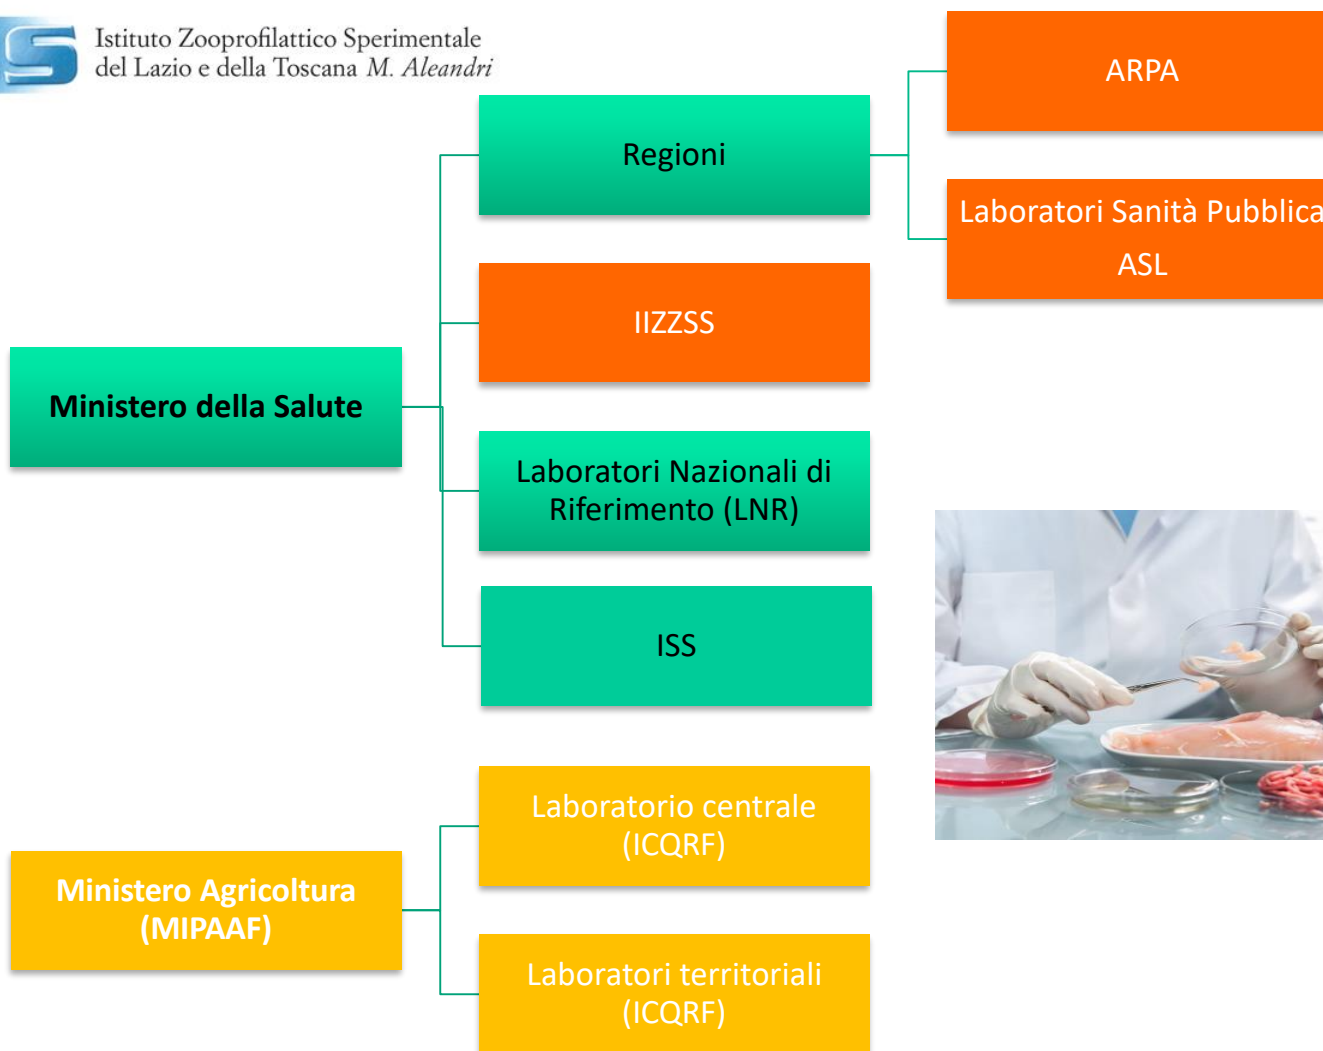 Istituto Zooprofilattico Sperimentale
del Lazio e della Toscana M. Aleandri
ARPA
Regioni
Laboratori Sanità Pubblica
ASL
IIZZSS
Ministero della Salute
Laboratori Nazionali di
Riferimento (LNR)
ISS
Laboratorio centrale
(ICQRF)
Ministero Agricoltura
(MIPAAF)
Laboratori territoriali
(ICQRF)